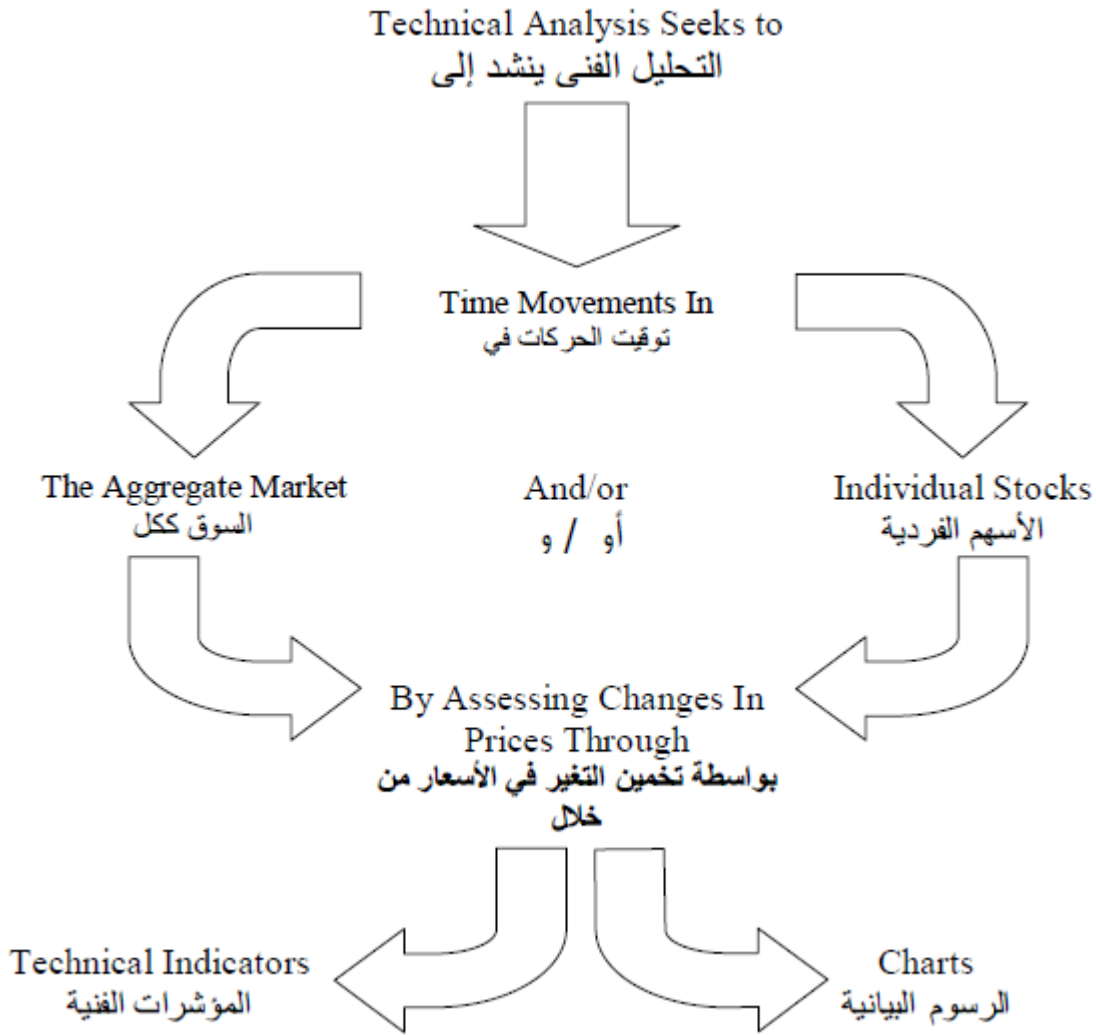 Technical Analysis Seeks to
التحليل الفنى ينشد إلى
Time Movements In
توقيت الحركات في
The Aggregate Market
السوق ككل
And/or
أو / و
Individual Stocks
الأسهم الفردية
By Assessing Changes In
Prices Through
بواسطة تخمين التغير في الأسعار من
خلال
Technical Indicators
المؤشرات الفنية
Charts
الرسوم البيانية